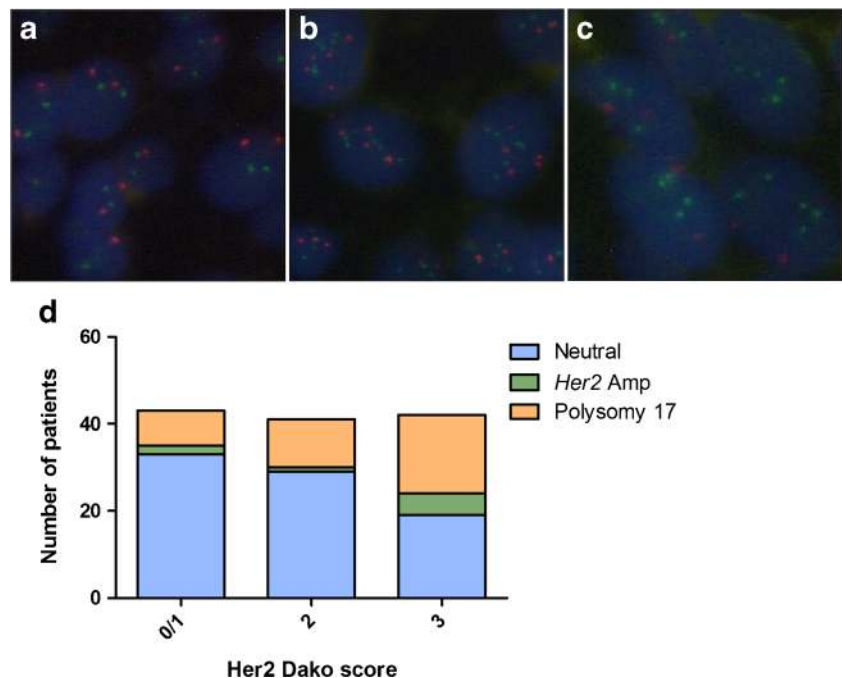 a
b
c
d
60
40
20
0
Number of patients
0/1
2
3
Her2 Dako score
Neutral
Her2 Amp
Polysomy 17